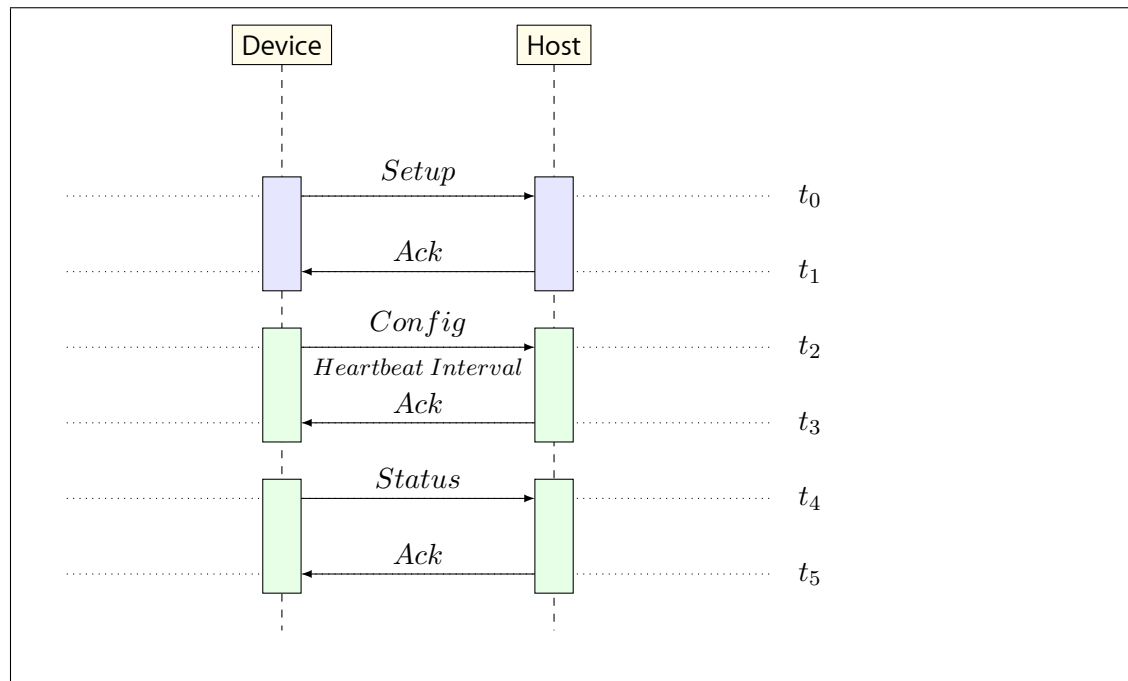 Device Host
Setup t₀
Ack t₁
Config t₂
Heartbeat Interval
Ack t₃
Status t₄
Ack t₅